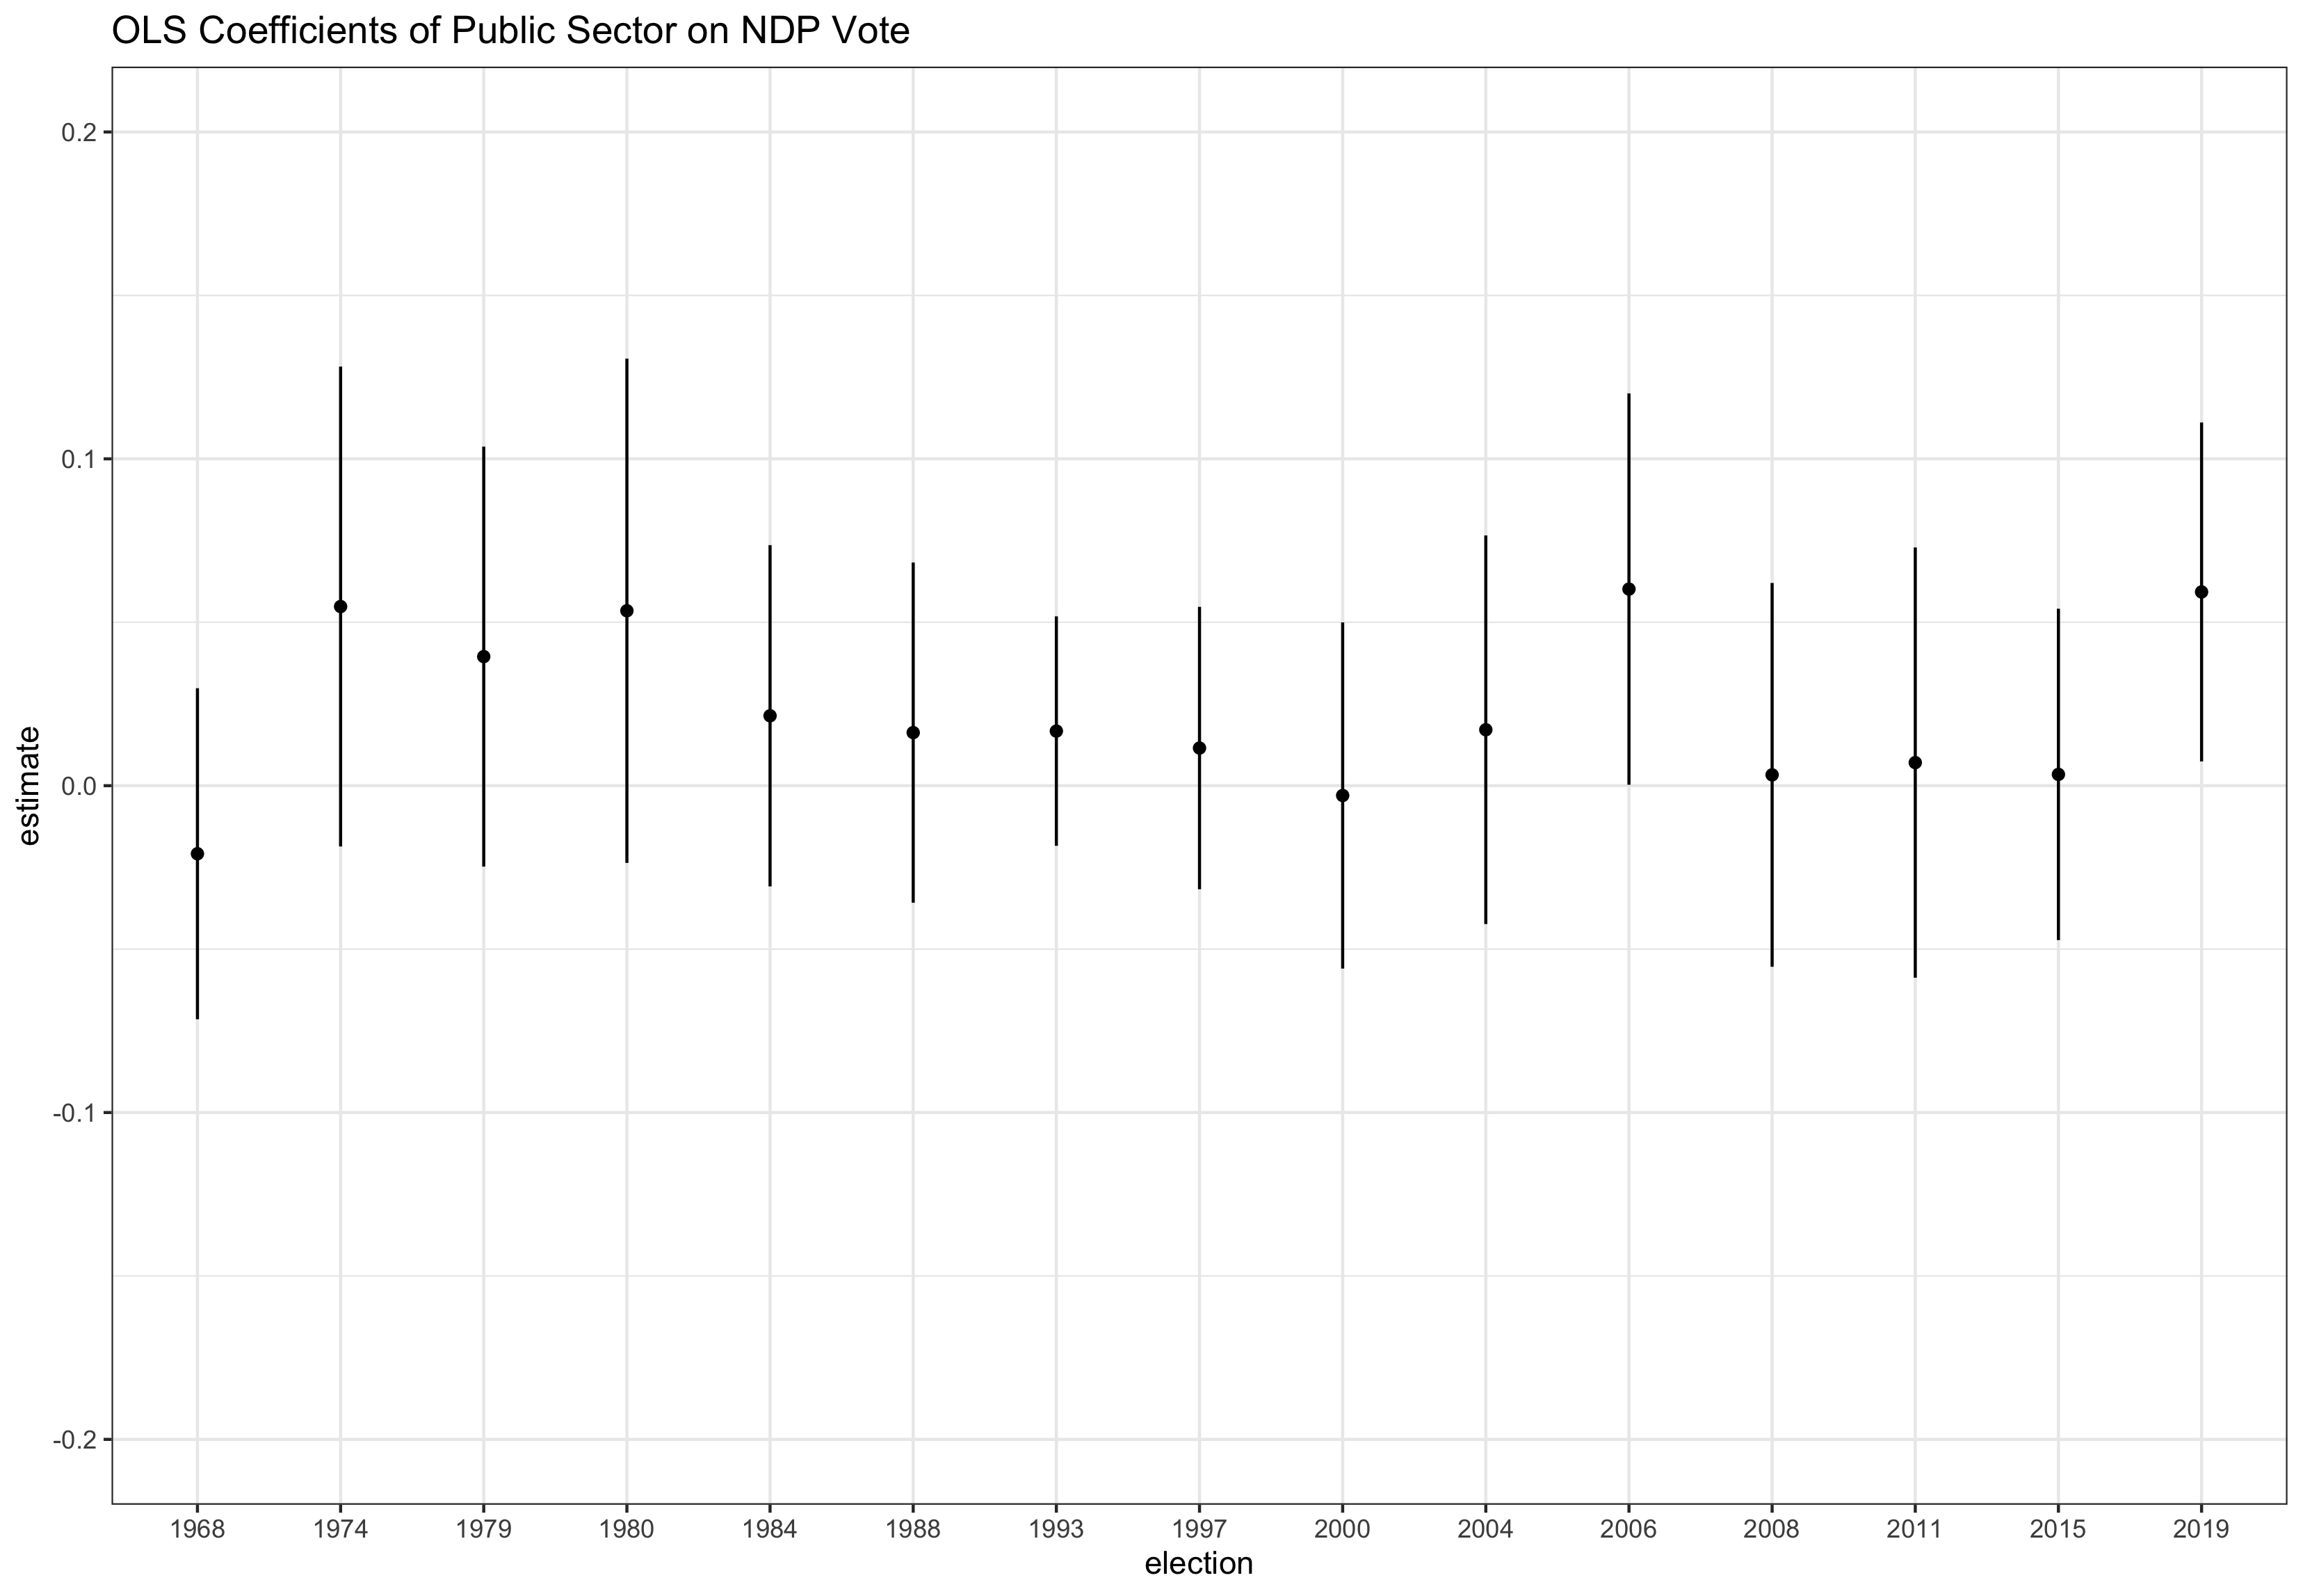 OLS Coefficients of Public Sector on NDP Vote
estimate
0.2
0.1
0.0
-0.1
-0.2
1968 1974 1979 1980 1984 1988 1993 1997 2000 2004 2006 2008 2011 2015 2019
election